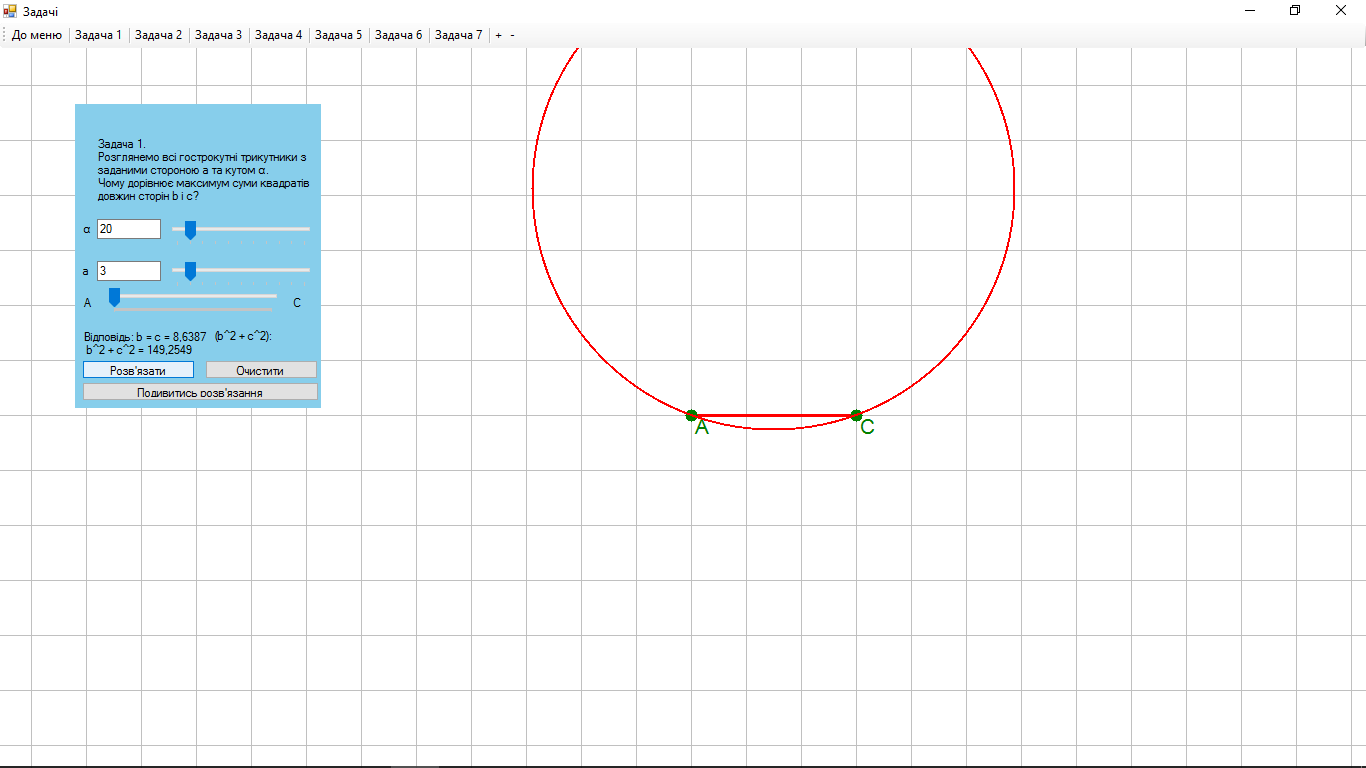 Задачі
До меню Задача 1 Задача 2 Задача 3 Задача 4 Задача 5 Задача 6 Задача 7 + -
Задача 1.
Розглянемо всі гострокутні трикутники з
заданими стороною a та кутом α.
Чому дорівнює максимум суми квадратів
довжин сторін b і c?
α 20
a 3
A C
Відповідь: b = c = 8,6387 (b^2 + c^2):
b^2 + c^2 = 149,2549
Розв'язати Очистити
Подивитись розв'язання
A C